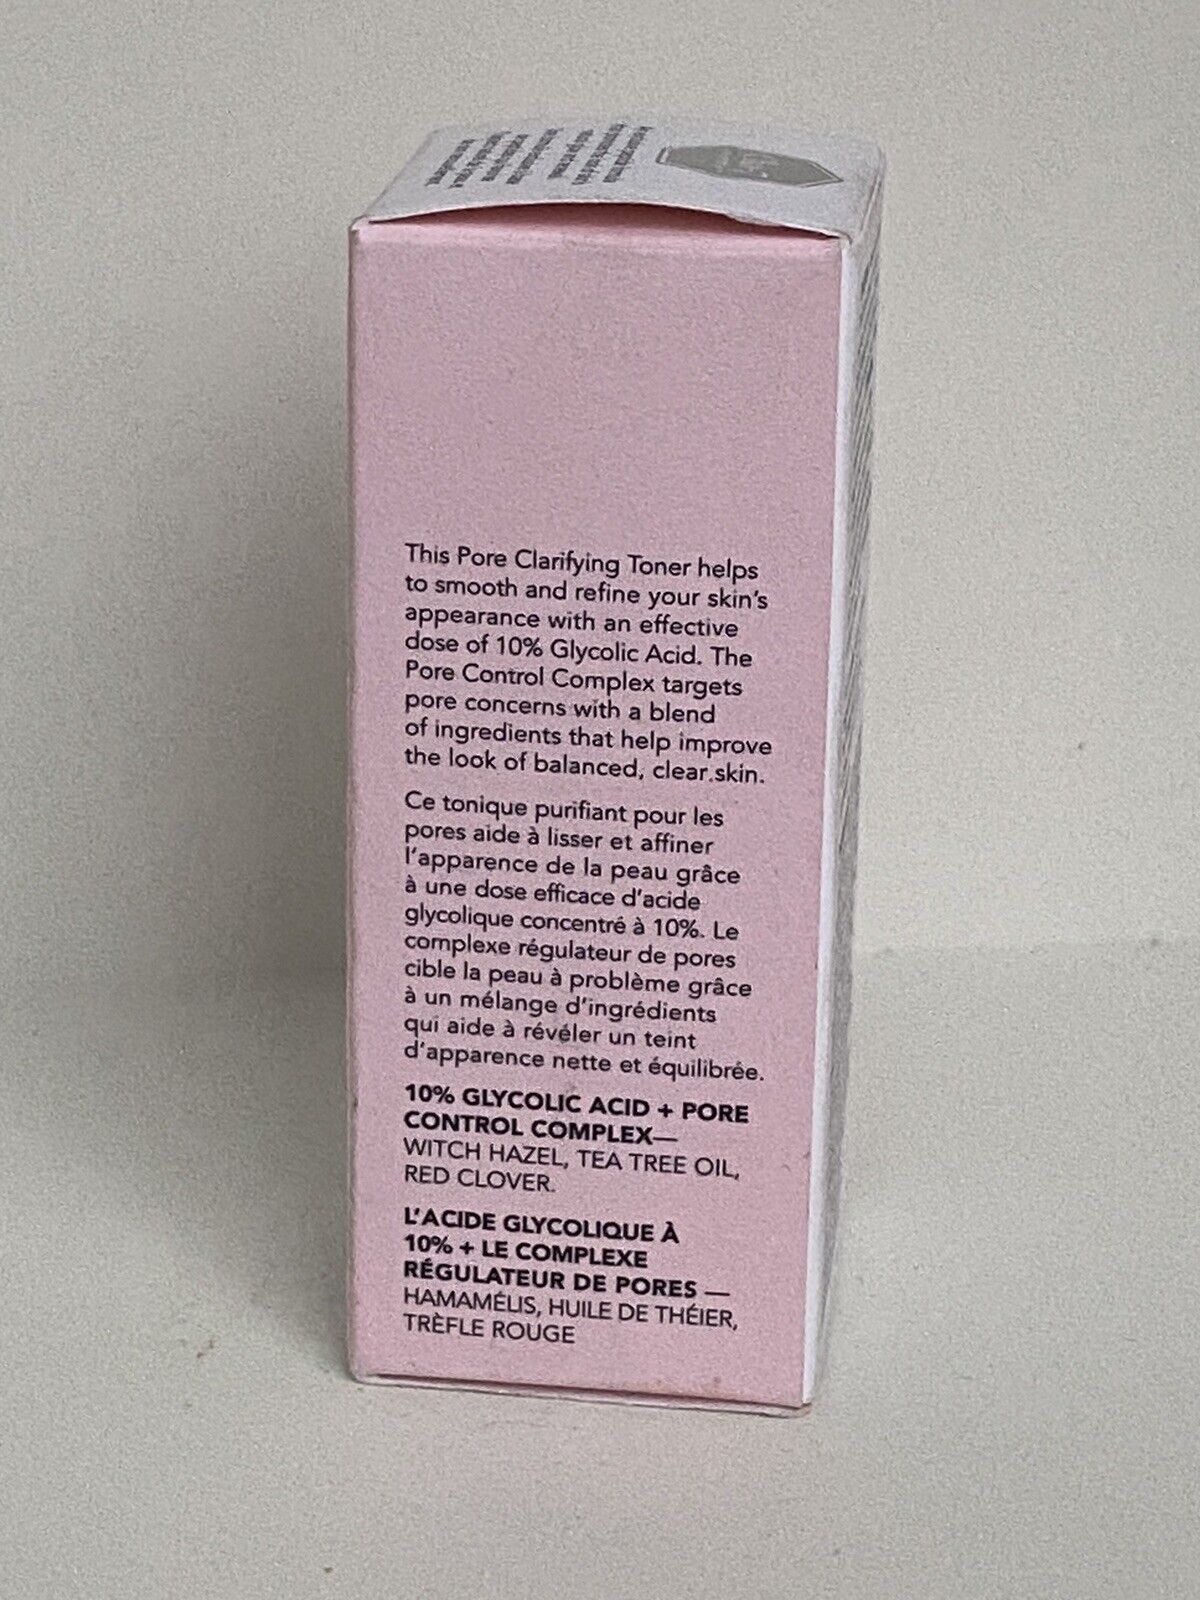 This Pore Clarifying Toner helps
to smooth and refine your skin's
appearance with an effective
dose of 10% Glycolic Acid. The
Pore Control Complex targets
pore concerns with a blend
of ingredients that help improve
the look of balanced, clear skin.
Ce tonique purifiant pour les
pores aide à lisser et affiner
l'apparence de la peau grâce
à une dose efficace d'acide
glycolique concentré à 10%. Le
complexe régulateur de pores
cible la peau à problème grâce
à un mélange d'ingrédients
qui aide à révéler un teint
d'apparence nette et équilibrée.
10% GLYCOLIC ACID + PORE
CONTROL COMPLEX—
WITCH HAZEL, TEA TREE OIL,
RED CLOVER.
L'ACIDE GLYCOLIQUE À
10% + LE COMPLEXE
RÉGULATEUR DE PORES —
HAMAMÉLIS, HUILE DE THÉIER,
TRÈFLE ROUGE